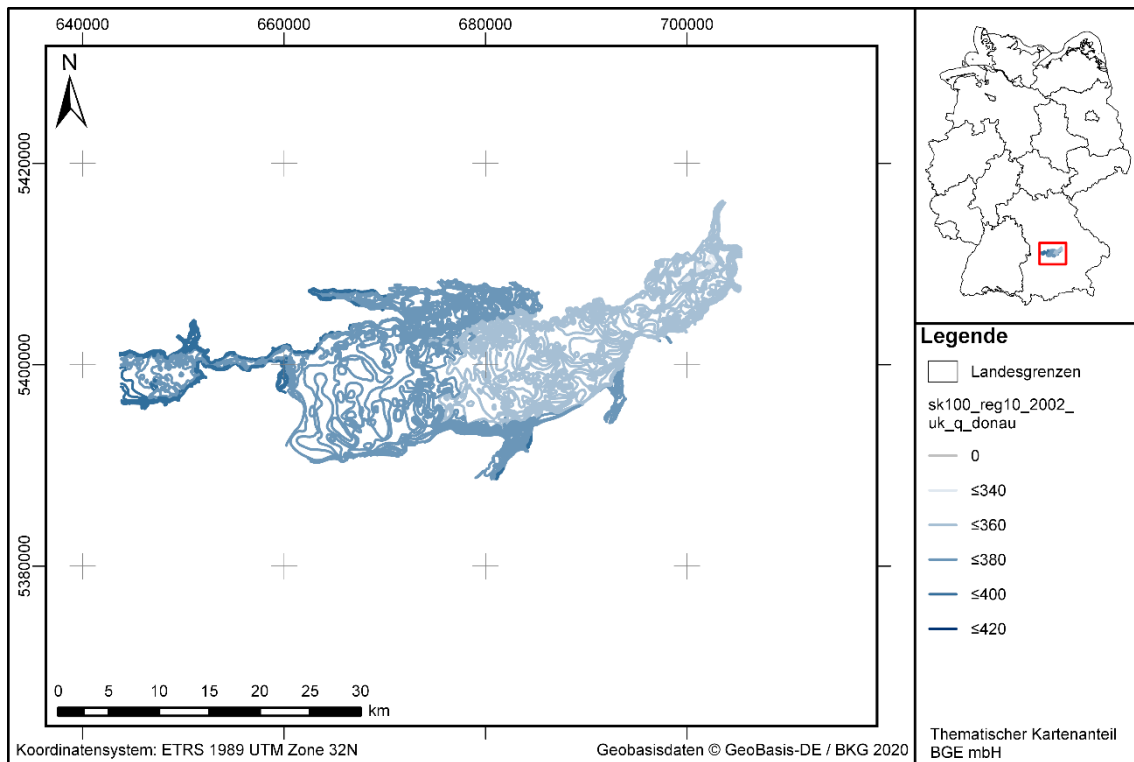 640000 660000 680000 700000
N
5420000
5400000
5380000
0 5 10 15 20 25 30
km
Koordinatensystem: ETRS 1989 UTM Zone 32N
Geobasisdaten © GeoBasis-DE / BKG 2020
Legende
Landesgrenzen
sk100_reg10_2002_
uk_q_donau
0
≤340
≤360
≤380
≤400
≤420
Thematischer Kartenanteil
BGE mbH